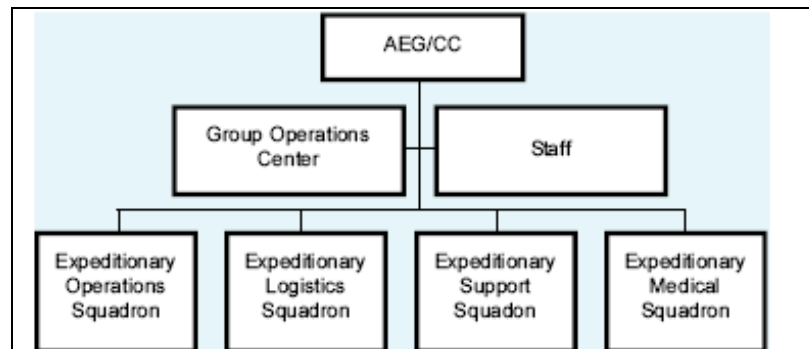 AEG/CC
Group Operations
Center
Staff
Expeditionary
Operations
Squadron
Expeditionary
Logistics
Squadron
Expeditionary
Support
Squadon
Expeditionary
Medical
Squadron